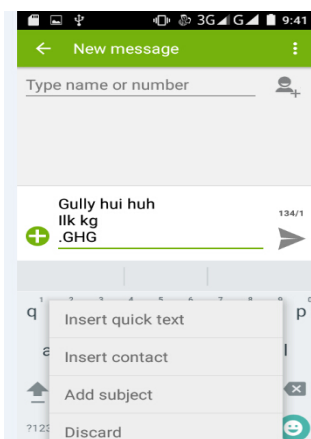 3G G 9:41
New message
Type name or number
Gully hui huh
Ilk kg
.GHG
134/1
q p
Insert quick text
a l
Insert contact
Add subject
?123
Discard